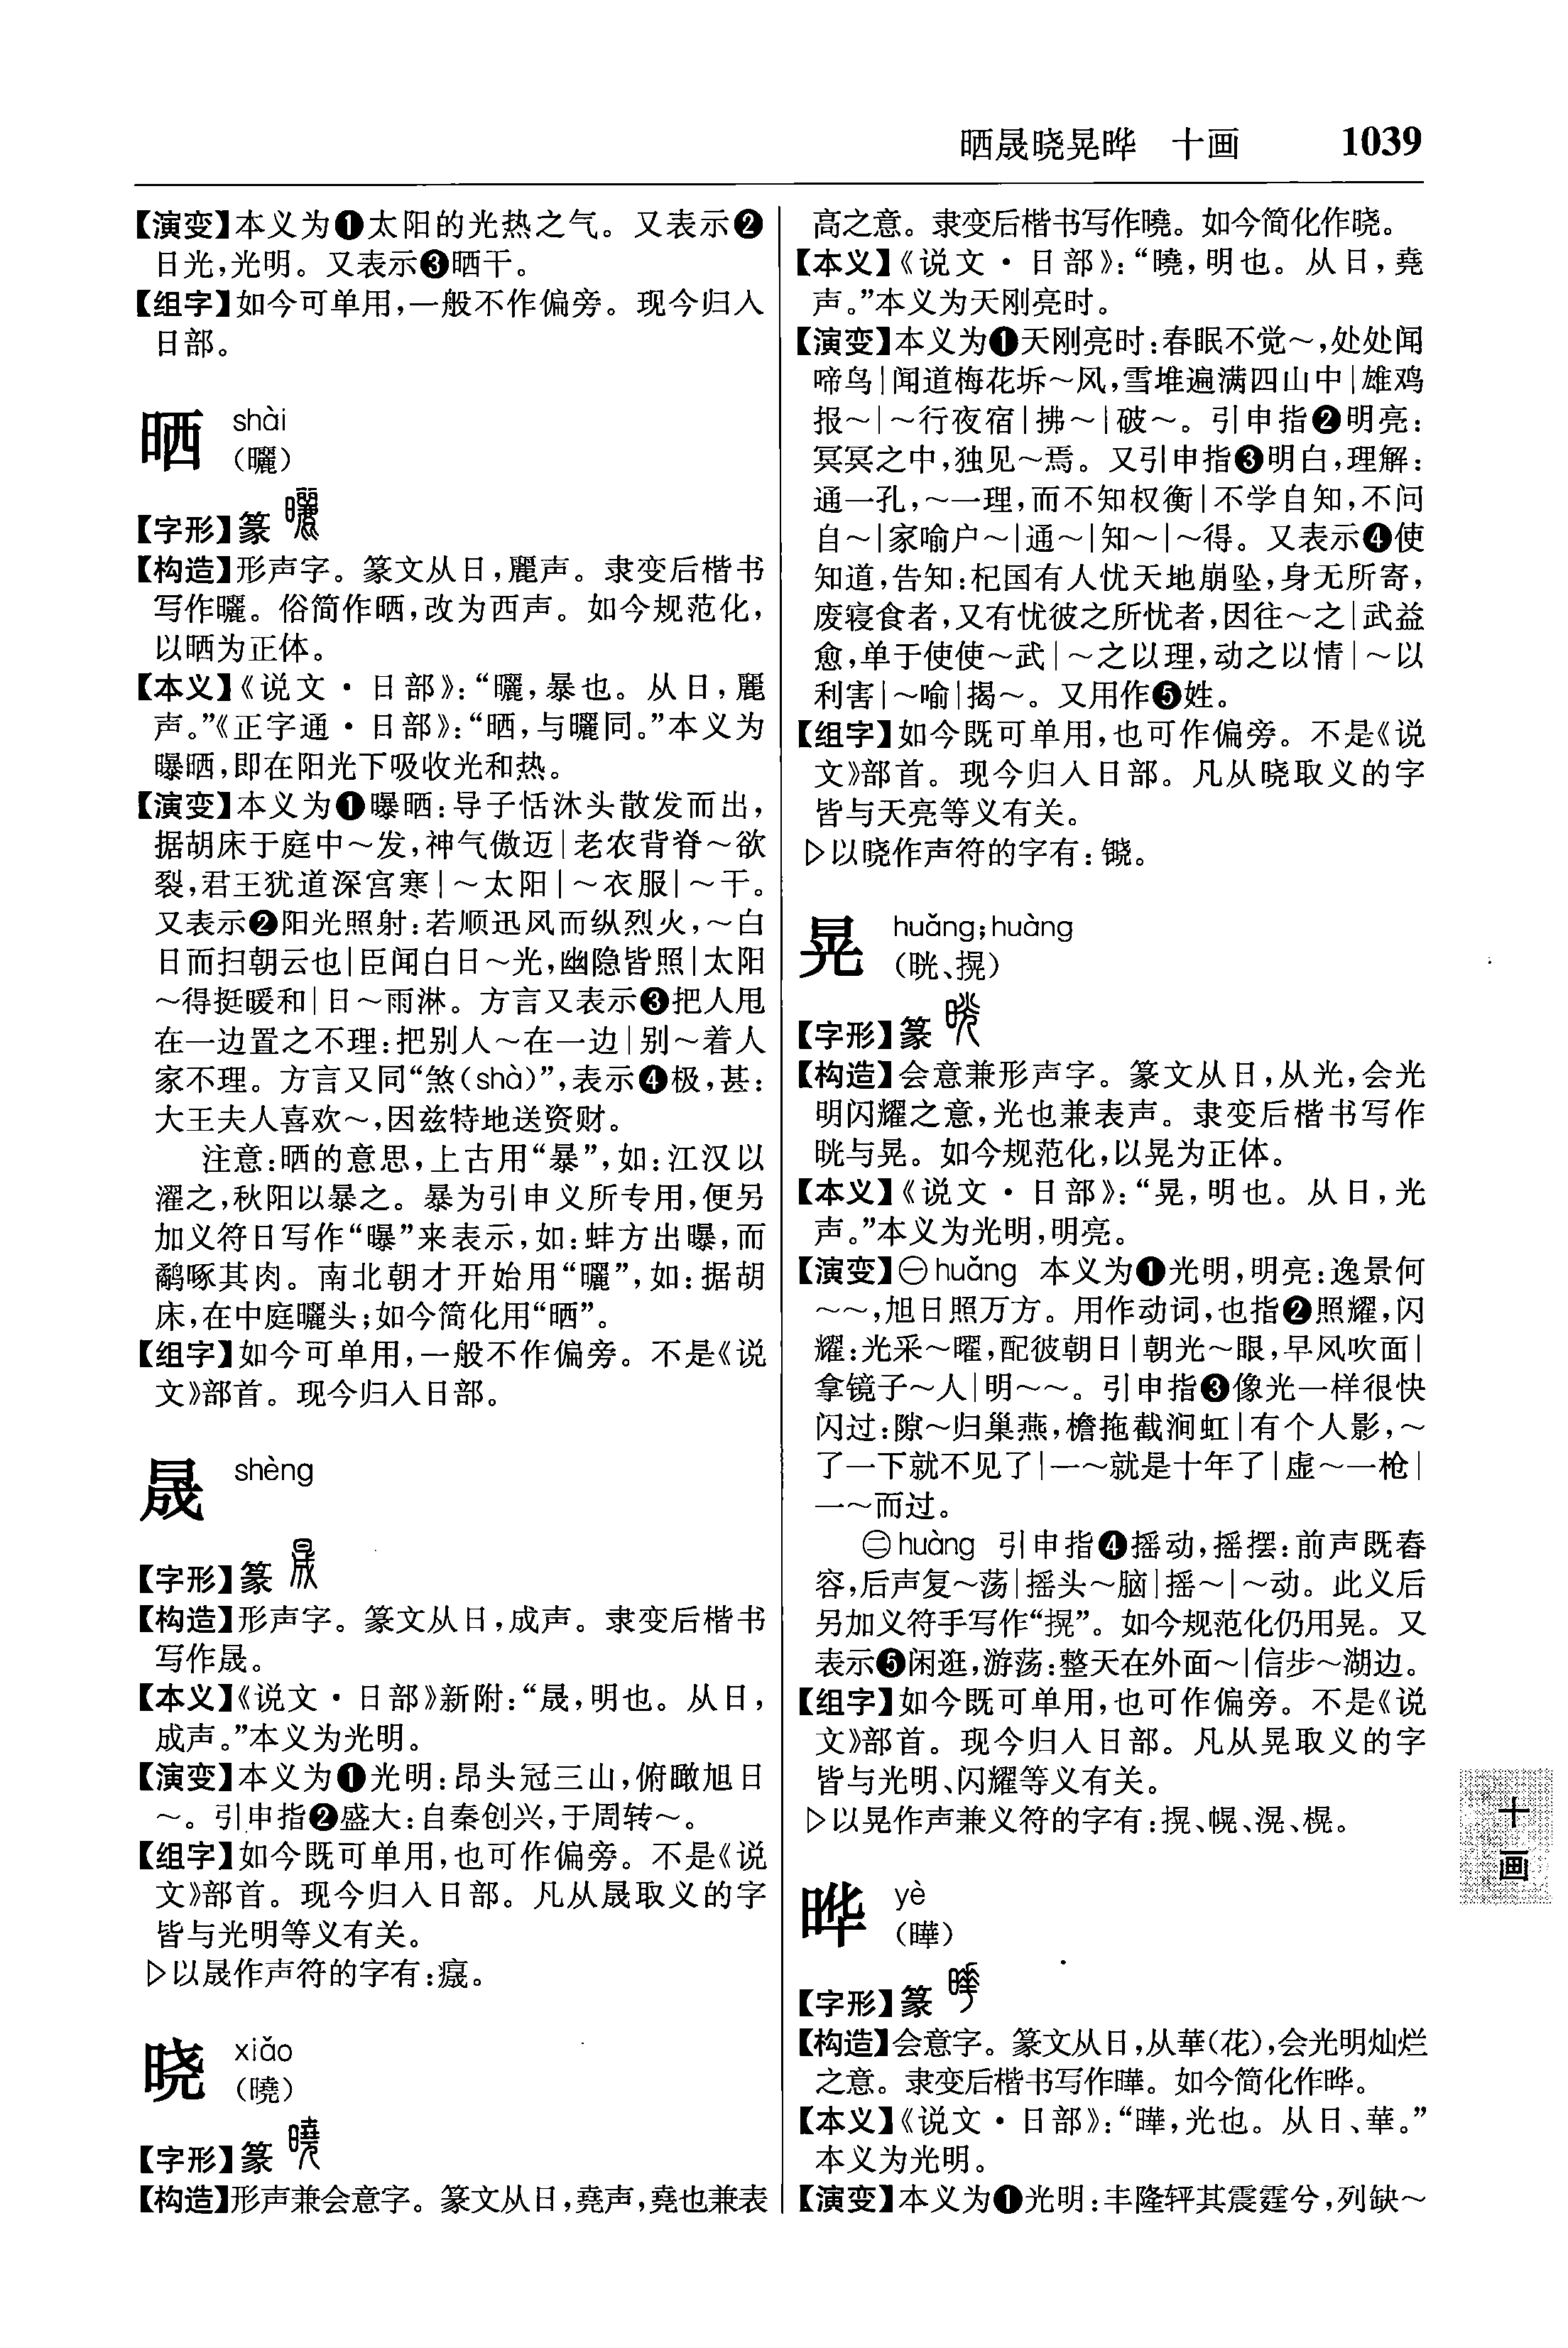 晒晟晓晃晔 十画 1039
【演变】本义为❶太阳的光热之气。又表示❷
日光,光明。又表示❸晒干。
【组字】如今可单用,一般不作偏旁。现今归入
日部。
晒 shài
(曬)
【字形】篆
【构造】形声字。篆文从日,麗声。隶变后楷书
写作曬。俗简作晒,改为西声。如今规范化,
以晒为正体。
【本义】《说文·日部》:“曬,暴也。从日,麗
声。”《正字通·日部》:“晒,与曬同。”本义为
曝晒,即在阳光下吸收光和热。
【演变】本义为❶曝晒:导子恬沐头散发而出,
据胡床于庭中～发,神气傲迈|老农背脊～欲
裂,君王犹道深宫寒|～太阳|～衣服|～干。
又表示❷阳光照射:若顺迅风而纵烈火,～白
日而扫朝云也|臣闻白日～光,幽隐皆照|太阳
～得挺暖和|日～雨淋。方言又表示❸把人甩
在一边置之不理:把别人～在一边|别～着人
家不理。方言又同“煞(shà)”,表示❹极,甚:
大王夫人喜欢～,因兹特地送资财。
注意:晒的意思,上古用“暴”,如:江汉以
濯之,秋阳以暴之。暴为引申义所专用,便另
加义符日写作“曝”来表示,如:蚌方出曝,而
鹬啄其肉。南北朝才开始用“曬”,如:据胡
床,在中庭曬头;如今简化用“晒”。
【组字】如今可单用,一般不作偏旁。不是《说
文》部首。现今归入日部。
晟 shèng
【字形】篆
【构造】形声字。篆文从日,成声。隶变后楷书
写作晟。
【本义】《说文·日部》新附:“晟,明也。从日,
成声。”本义为光明。
【演变】本义为❶光明:昂头冠三山,俯瞰旭日
～。引申指❷盛大:自秦创兴,于周转～。
【组字】如今既可单用,也可作偏旁。不是《说
文》部首。现今归入日部。凡从晟取义的字
皆与光明等义有关。
▷以晟作声符的字有:㾪。
晓 xiǎo
(曉)
【字形】篆
【构造】形声兼会意字。篆文从日,堯声,堯也兼表
高之意。隶变后楷书写作曉。如今简化作晓。
【本义】《说文·日部》:“曉,明也。从日,堯
声。”本义为天刚亮时。
【演变】本义为❶天刚亮时:春眠不觉～,处处闻
啼鸟|闻道梅花坼～风,雪堆遍满四山中|雄鸡
报～|～行夜宿|拂～|破～。引申指❷明亮:
冥冥之中,独见～焉。又引申指❸明白,理解:
通一孔,～一理,而不知权衡|不学自知,不问
自～|家喻户～|通～|知～|～得。又表示❹使
知道,告知:杞国有人忧天地崩坠,身无所寄,
废寝食者,又有忧彼之所忧者,因往～之|武益
愈,单于使使～武|～之以理,动之以情|～以
利害|～喻|揭～。又用作❺姓。
【组字】如今既可单用,也可作偏旁。不是《说
文》部首。现今归入日部。凡从晓取义的字
皆与天亮等义有关。
▷以晓作声符的字有:
晃 huǎng;huàng
(晄、搑)
【字形】篆
【构造】会意兼形声字。篆文从日,从光,会光
明闪耀之意,光也兼表声。隶变后楷书写作
晄与晃。如今规范化,以晃为正体。
【本义】《说文·日部》:“晃,明也。从日,光
声。”本义为光明,明亮。
【演变】㊀huǎng 本义为❶光明,明亮:逸景何
～～,旭日照万方。用作动词,也指❷照耀,闪
耀:光采～曜,配彼朝日|朝光～眼,早风吹面|
拿镜子～人|明～～。引申指❸像光一样很快
闪过:隙～归巢燕,檐拖截涧虹|有个人影,～
了一下就不见了|一～就是十年了|虚～一枪|
一～而过。
㊁huàng 引申指❹摇动,摇摆:前声既舂
容,后声复～荡|摇头～脑|摇～|～动。此义后
另加义符手写作“㨪”。如今规范化仍用晃。又
表示❺闲逛,游荡:整天在外面～|信步～湖边。
【组字】如今既可单用,也可作偏旁。不是《说
文》部首。现今归入日部。凡从晃取义的字
皆与光明、闪耀等义有关。
▷以晃作声兼义符的字有:㨪、幌、滉、榥。
晔 yè
(曄)
【字形】篆
【构造】会意字。篆文从日,从華(花),会光明灿烂
之意。隶变后楷书写作曄。如今简化作晔。
【本义】《说文·日部》:“曄,光也。从日、華。”
本义为光明。
【演变】本义为❶光明:丰隆轩其震霆兮,列缺～
十画